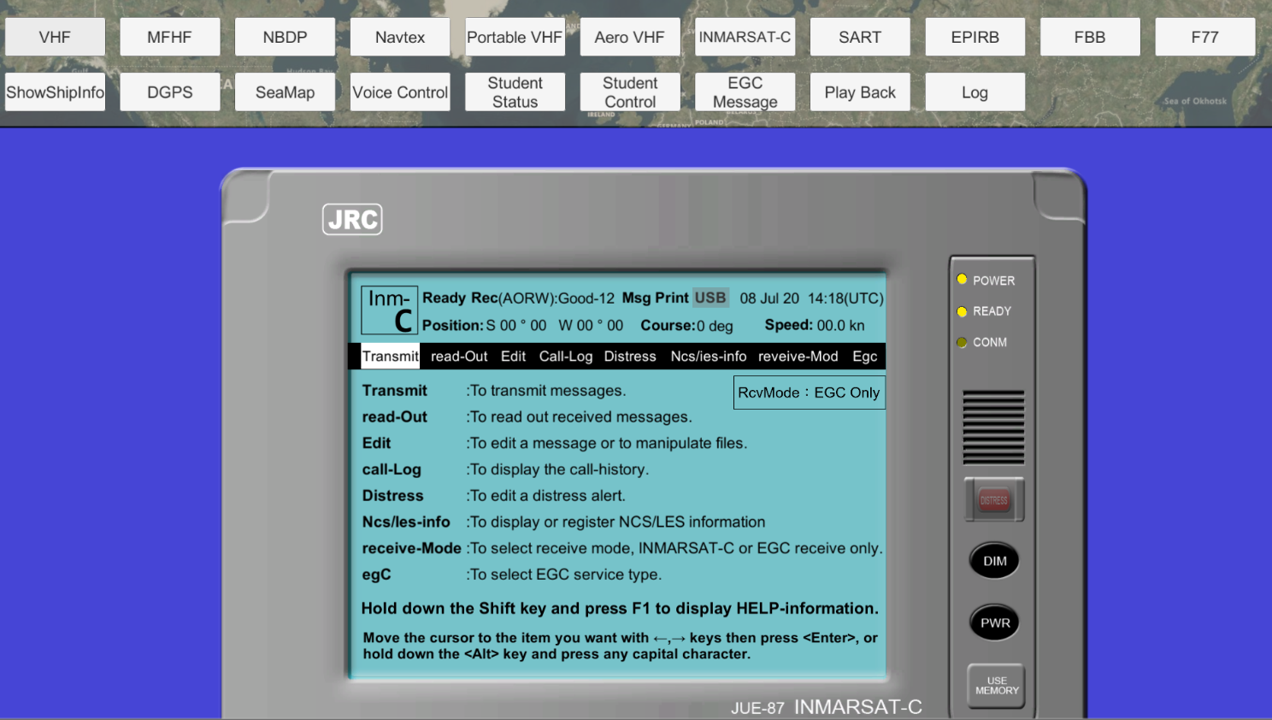 VHF
MFHF
NBDP
Navtex
Portable VHF
Aero VHF
INMARSAT-C
SART
EPIRB
FBB
F77
ShowShipInfo
DGPS
SeaMap
Voice Control
Student
Status
Student
Control
EGC
Message
Play Back
Log
Sea of Okhotsk
IRELAND
POLAND
JRC
Inm-
C
Ready Rec(AORW):Good-12 Msg Print USB 08 Jul 20 14:18(UTC)
Position: S 00 ° 00 W 00 ° 00 Course:0 deg Speed: 00.0 kn
Transmit read-Out Edit Call-Log Distress Ncs/ies-info reveive-Mod Egc
Transmit :To transmit messages.
RcvMode : EGC Only
read-Out :To read out received messages.
Edit :To edit a message or to manipulate files.
call-Log :To display the call-history.
Distress :To edit a distress alert.
Ncs/les-info :To display or register NCS/LES information
receive-Mode :To select receive mode, INMARSAT-C or EGC receive only.
egC :To select EGC service type.
Hold down the Shift key and press F1 to display HELP-information.
Move the cursor to the item you want with ←,→ keys then press <Enter>, or
hold down the <Alt> key and press any capital character.
POWER
READY
CONM
DISTRESS
DIM
PWR
USE
MEMORY
JUE-87 INMARSAT-C